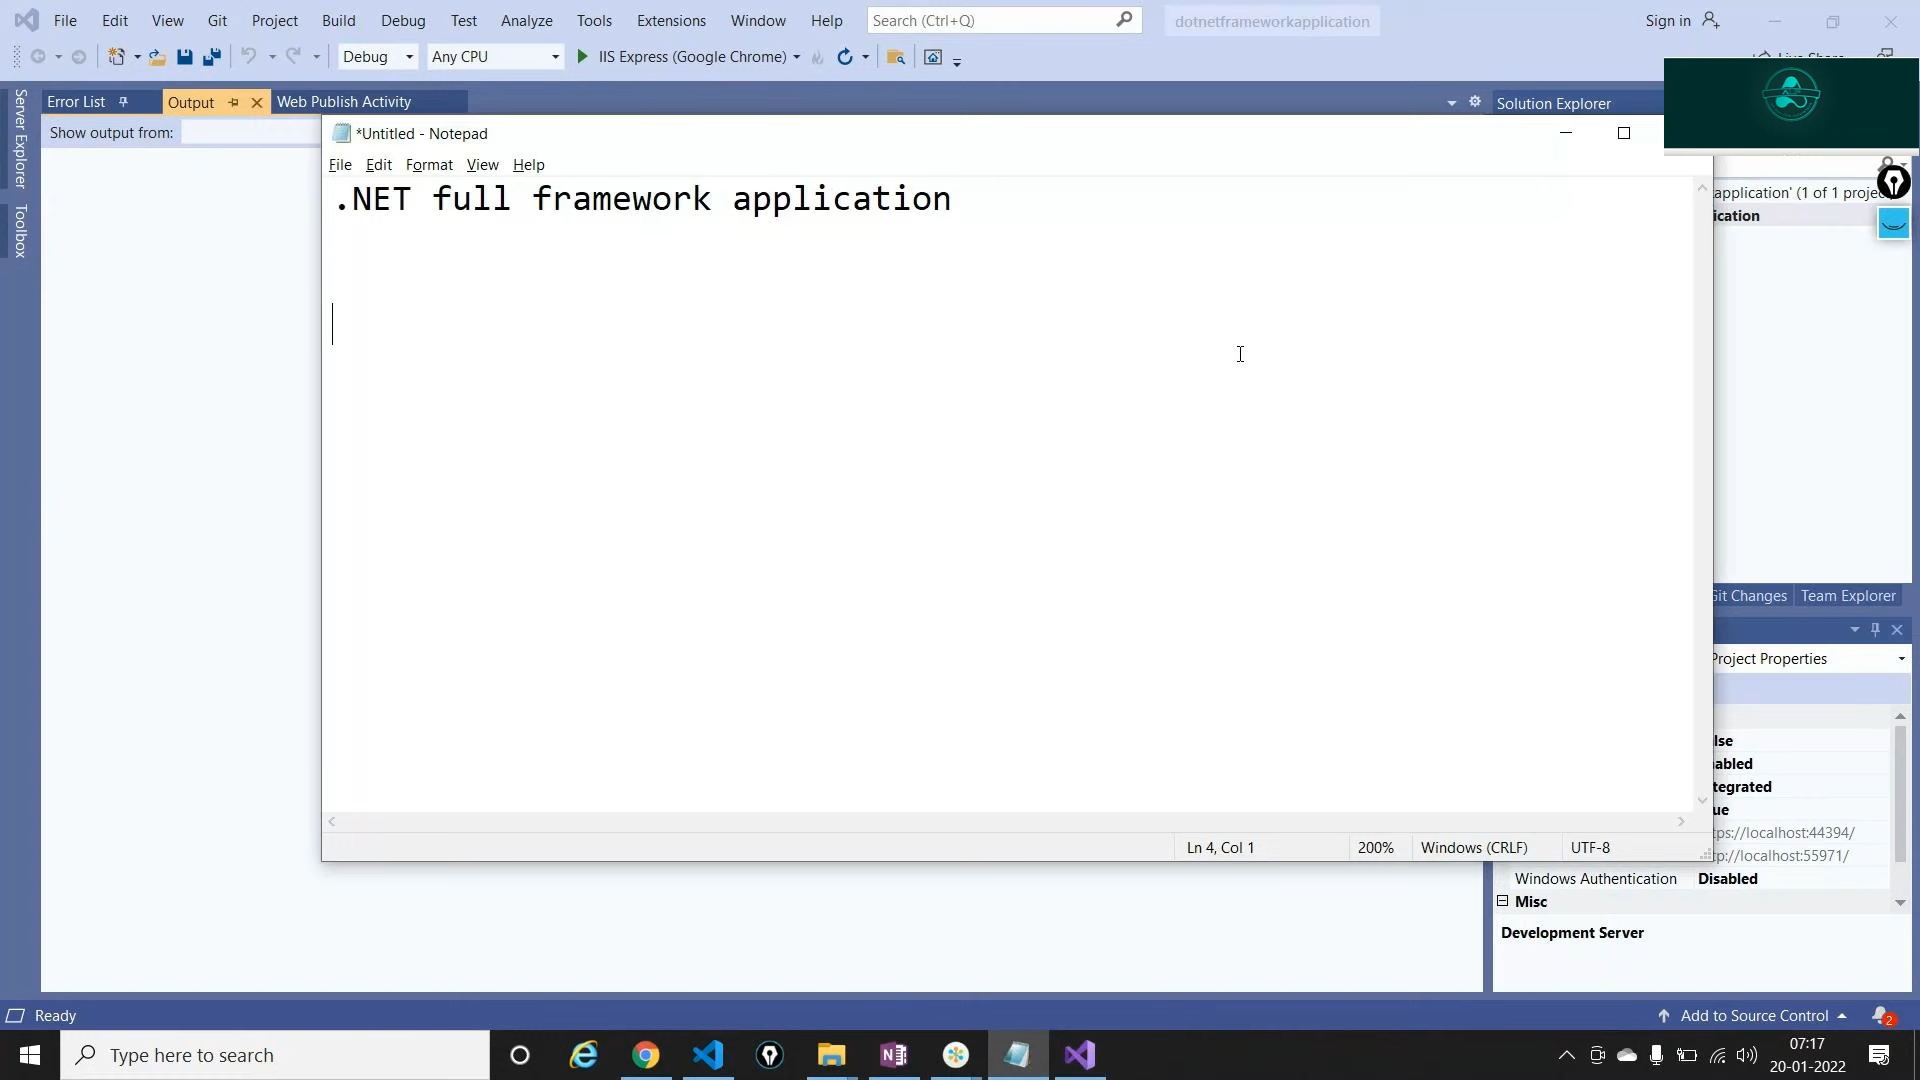 File Edit View Git Project Build Debug Test Analyze Tools Extensions Window Help Search (Ctrl+Q) dotnetframeworkapplication Sign in
Debug Any CPU IIS Express (Google Chrome) Live Share
Server Explorer
Toolbox
Error List Output Web Publish Activity Solution Explorer
Show output from:
*Untitled - Notepad
File Edit Format View Help
.NET full framework application
application' (1 of 1 projec
ication
Git Changes Team Explorer
Project Properties
lse
abled
tegrated
ue
tps://localhost:44394/
tp://localhost:55971/
Ln 4, Col 1 200% Windows (CRLF) UTF-8
Windows Authentication Disabled
Misc
Development Server
Ready Add to Source Control 2
Type here to search
07:17
20-01-2022